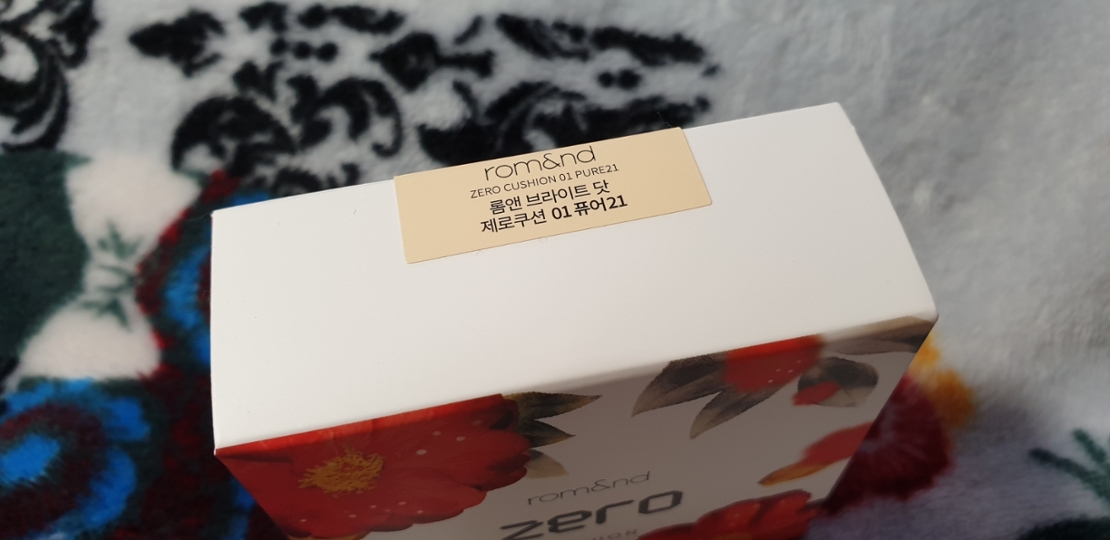 rom&nd
ZERO CUSHION 01 PURE21
롬앤 브라이트 닷
제로쿠션 01 퓨어21
rom&nd
zero